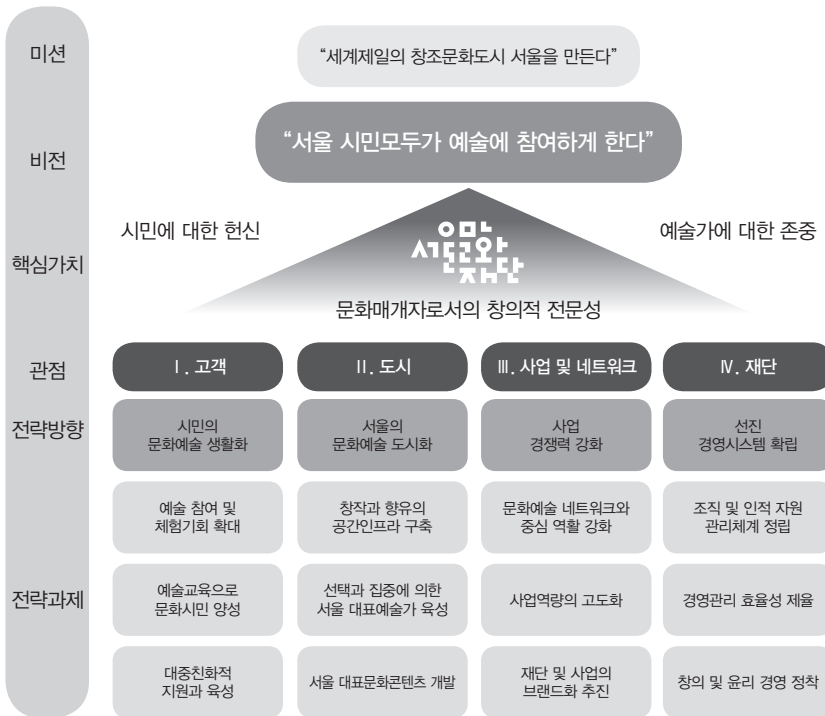 미션
"세계제일의 창조문화도시 서울을 만든다"
비전
"서울 시민모두가 예술에 참여하게 한다"
핵심가치
시민에 대한 헌신
예술가에 대한 존중
서울문화재단
문화매개자로서의 창의적 전문성
관점
Ⅰ. 고객
Ⅱ. 도시
Ⅲ. 사업 및 네트워크
Ⅳ. 재단
전략방향
시민의
문화예술 생활화
서울의
문화예술 도시화
사업
경쟁력 강화
선진
경영시스템 확립
전략과제
예술 참여 및
체험기회 확대
창작과 향유의
공간인프라 구축
문화예술 네트워크와
중심 역활 강화
조직 및 인적 자원
관리체계 정립
예술교육으로
문화시민 양성
선택과 집중에 의한
서울 대표예술가 육성
사업역량의 고도화
경영관리 효율성 제율
대중친화적
지원과 육성
서울 대표문화콘텐츠 개발
재단 및 사업의
브랜드화 추진
창의 및 윤리 경영 정착